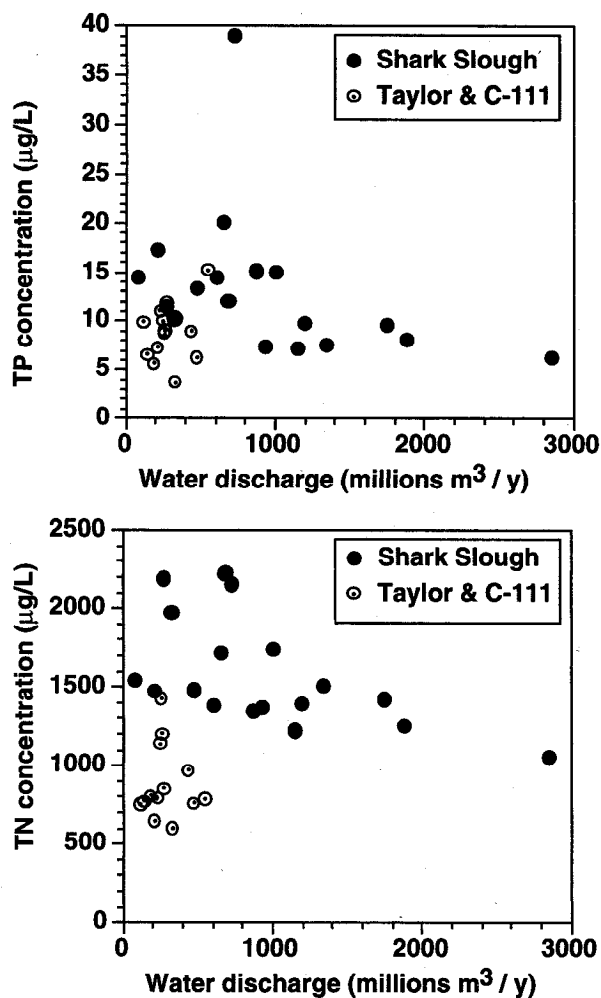 40
35
30
25
20
15
10
5
0
TP concentration (µg/L)
Shark Slough
Taylor & C-111
0 1000 2000 3000
Water discharge (millions m³ / y)
2500
2000
1500
1000
500
0
TN concentration (µg/L)
Shark Slough
Taylor & C-111
0 1000 2000 3000
Water discharge (millions m³ / y)